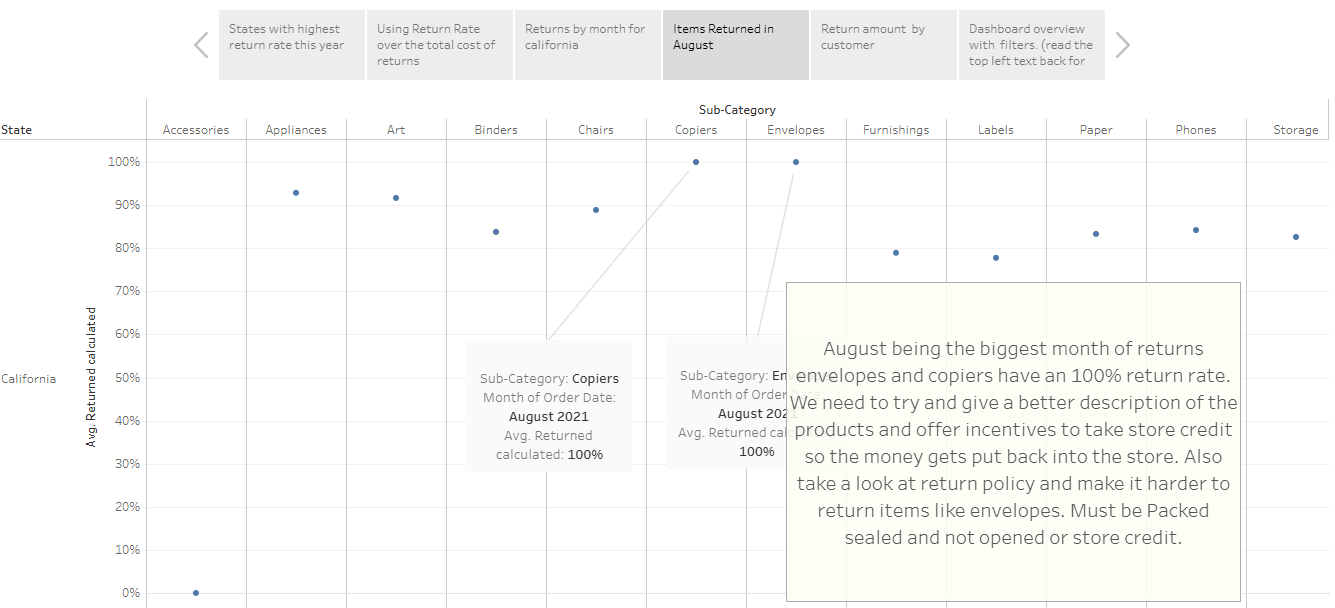 States with highest
return rate this year
Using Return Rate
over the total cost of
returns
Returns by month for
california
Items Returned in
August
Return amount by
customer
Dashboard overview
with filters. (read the
top left text back for
Sub-Category
State
Accessories Appliances Art Binders Chairs Copiers Envelopes Furnishings Labels Paper Phones Storage
California
Avg. Returned calculated
100%
90%
80%
70%
60%
50%
40%
30%
20%
10%
0%
Sub-Category: Copiers
Month of Order Date:
August 2021
Avg. Returned
calculated: 100%
Sub-Category: Envelopes
Month of Order Date:
August 2021
Avg. Returned
100%
August being the biggest month of returns
envelopes and copiers have an 100% return rate.
We need to try and give a better description of the
products and offer incentives to take store credit
so the money gets put back into the store. Also
take a look at return policy and make it harder to
return items like envelopes. Must be Packed
sealed and not opened or store credit.